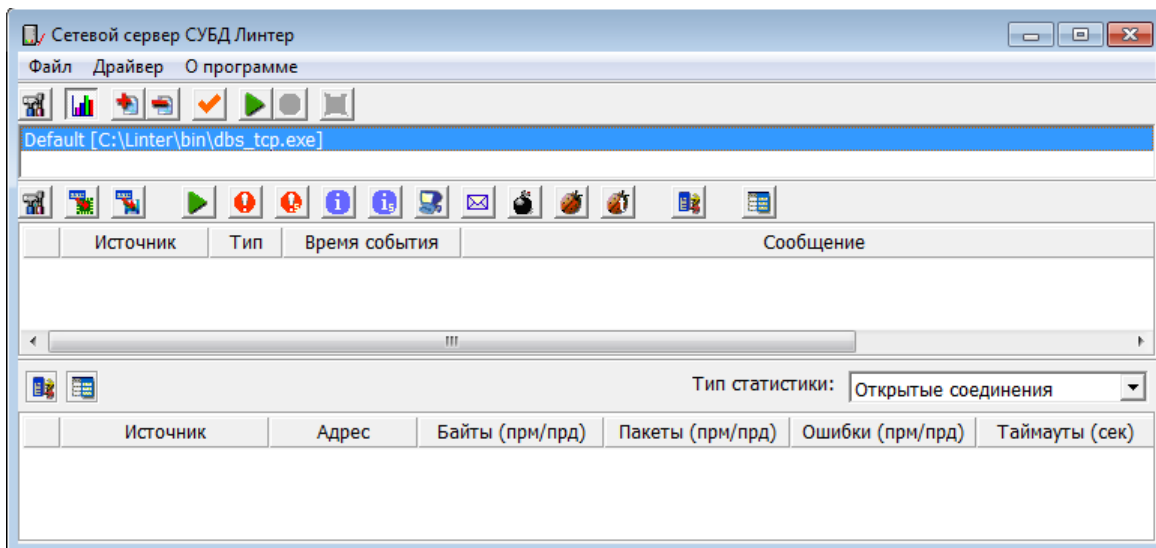 Сетевой сервер СУБД Линтер
Файл Драйвер О программе
Default [C:\Linter\bin\dbs_tcp.exe]
Источник Тип Время события Сообщение
Тип статистики: Открытые соединения
Источник Адрес Байты (прм/прд) Пакеты (прм/прд) Ошибки (прм/прд) Таймауты (сек)